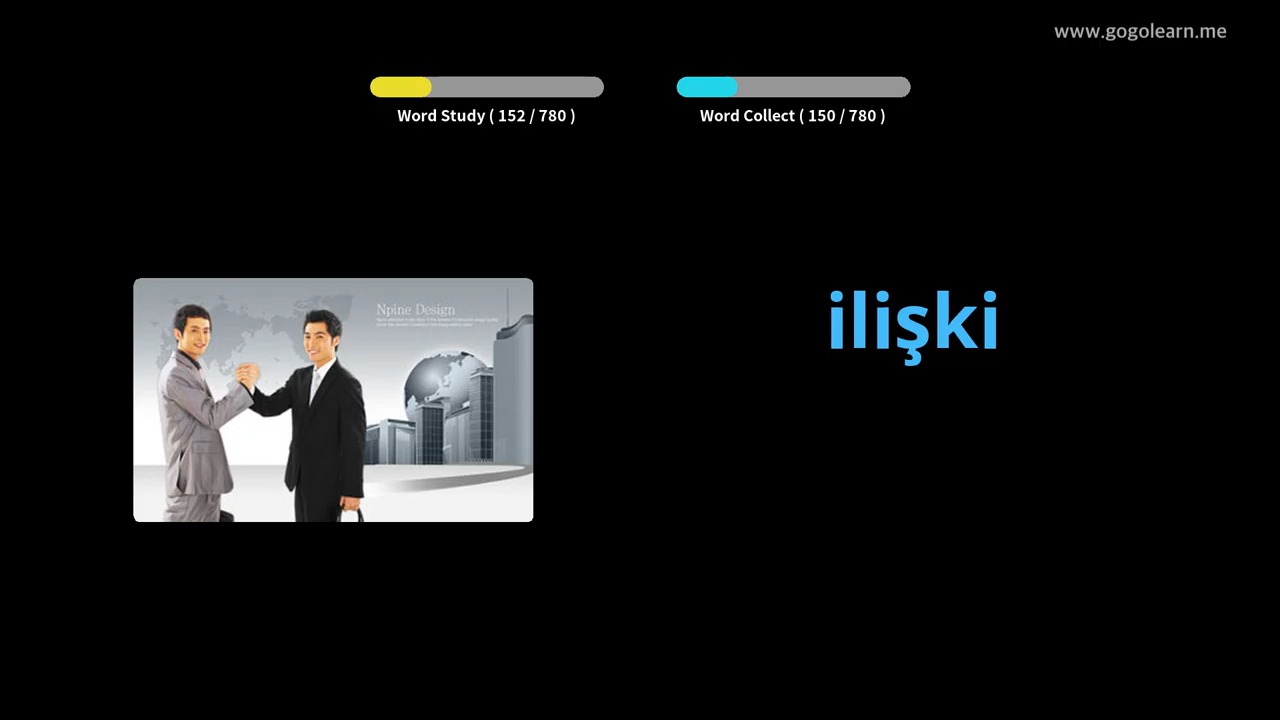 www.gogolearn.me
Word Study ( 152 / 780 )
Word Collect ( 150 / 780 )
Npine Design
ilişki